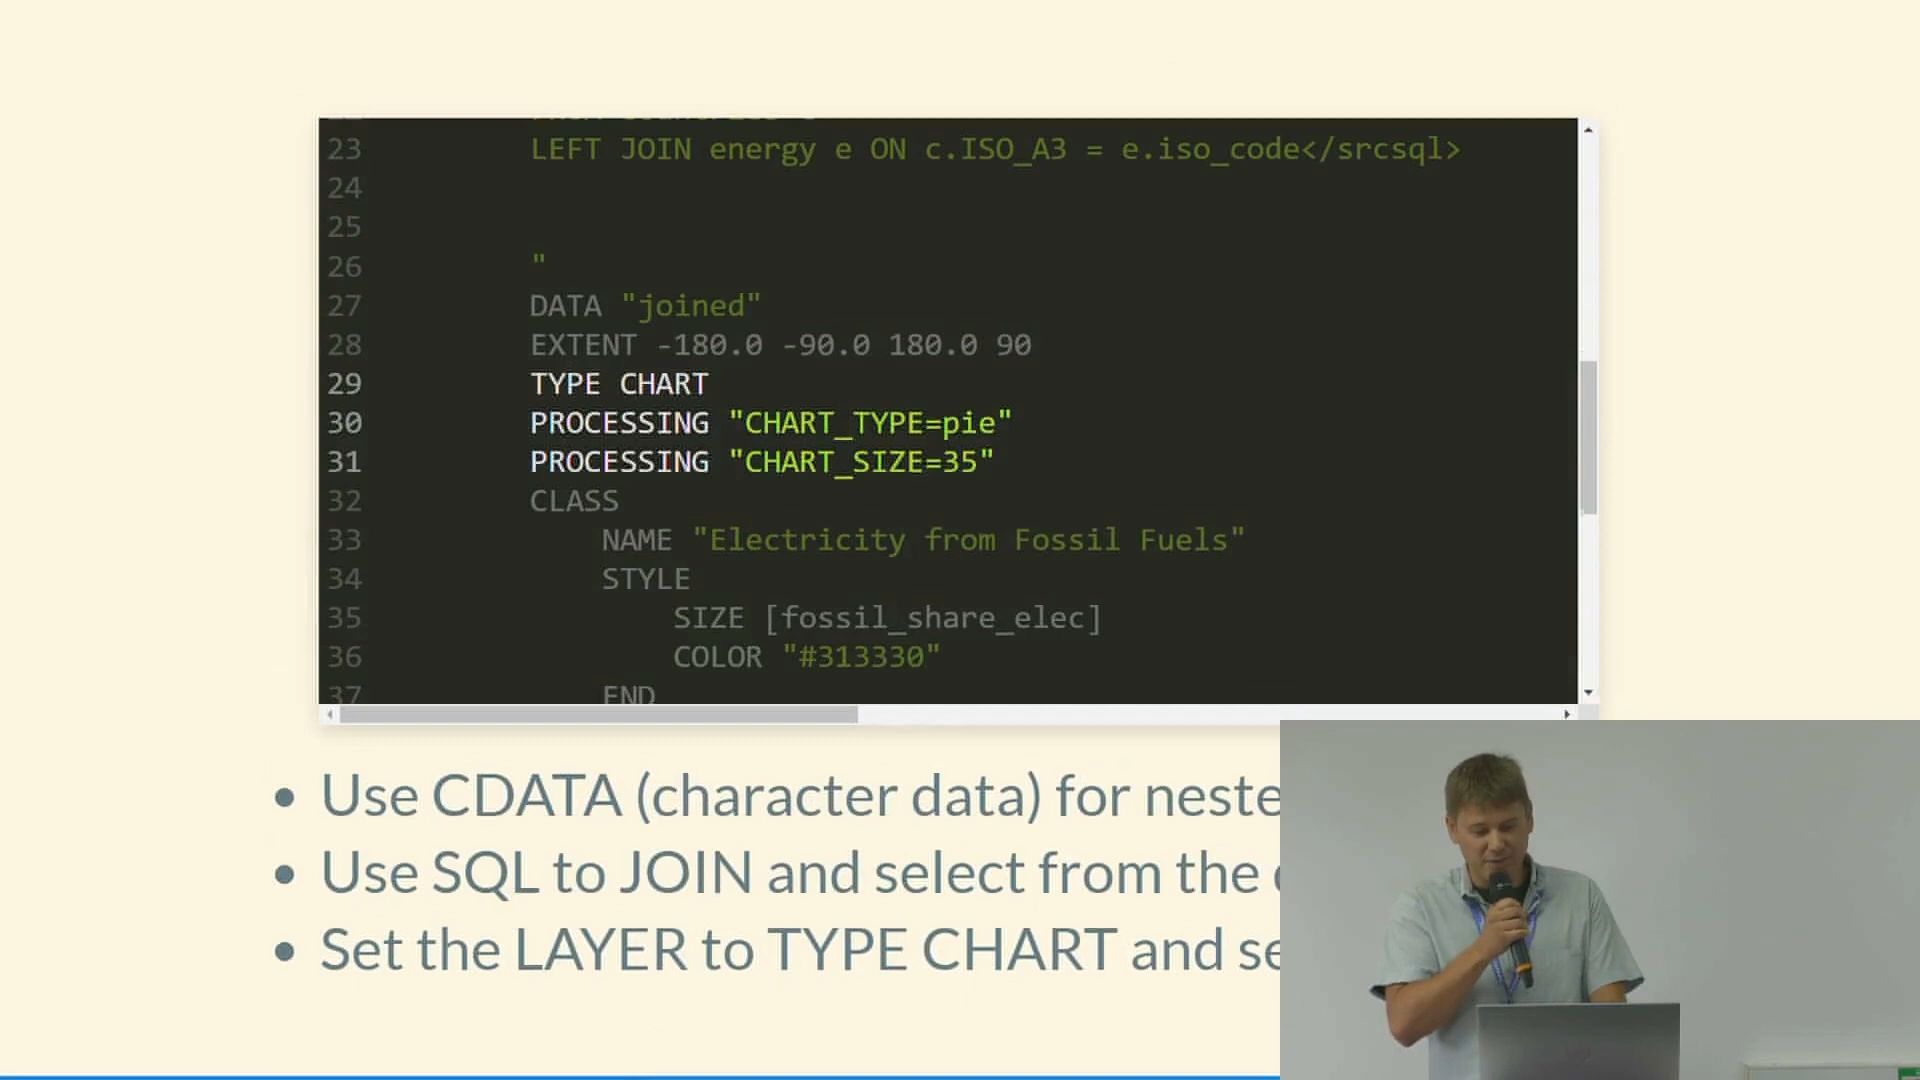 23 LEFT JOIN energy e ON c.ISO_A3 = e.iso_code</srcsql>
24
25
26 "
27 DATA "joined"
28 EXTENT -180.0 -90.0 180.0 90
29 TYPE CHART
30 PROCESSING "CHART_TYPE=pie"
31 PROCESSING "CHART_SIZE=35"
32 CLASS
33 NAME "Electricity from Fossil Fuels"
34 STYLE
35 SIZE [fossil_share_elec]
36 COLOR "#313330"
37 END
• Use CDATA (character data) for neste
• Use SQL to JOIN and select from the
• Set the LAYER to TYPE CHART and se